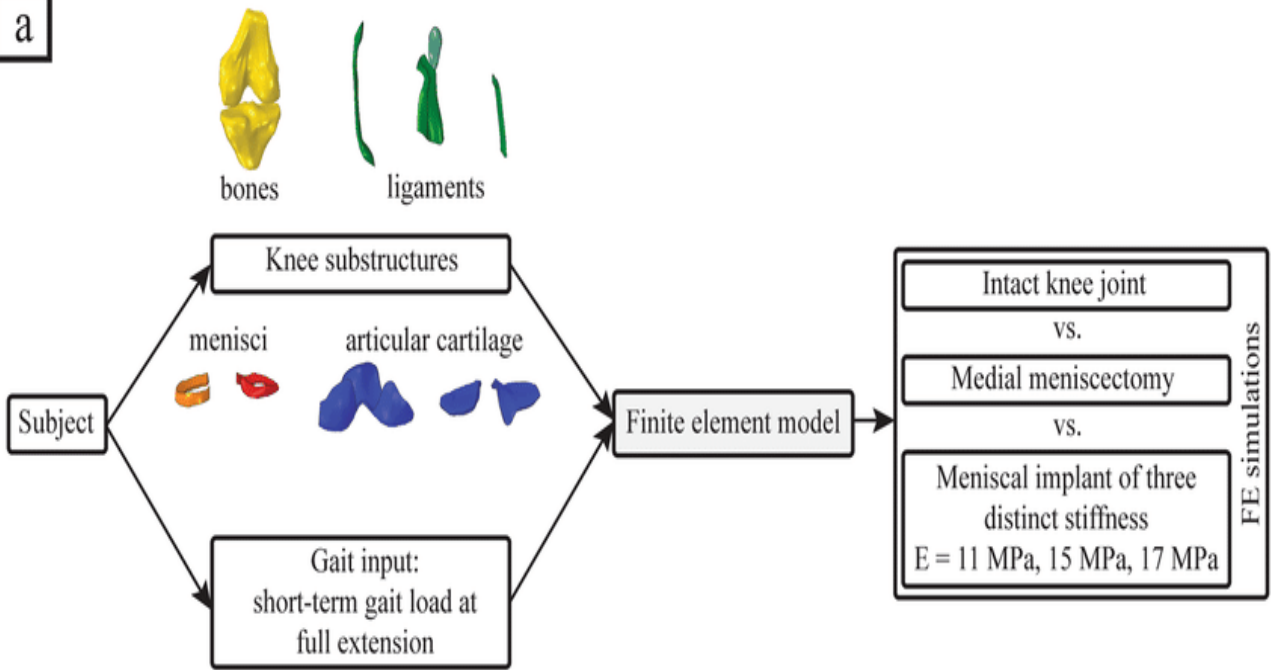 a
bones
ligaments
Knee substructures
menisci
articular cartilage
Subject
Gait input:
short-term gait load at
full extension
Finite element model
Intact knee joint
vs.
Medial meniscectomy
vs.
Meniscal implant of three
distinct stiffness
E = 11 MPa, 15 MPa, 17 MPa
FE simulations